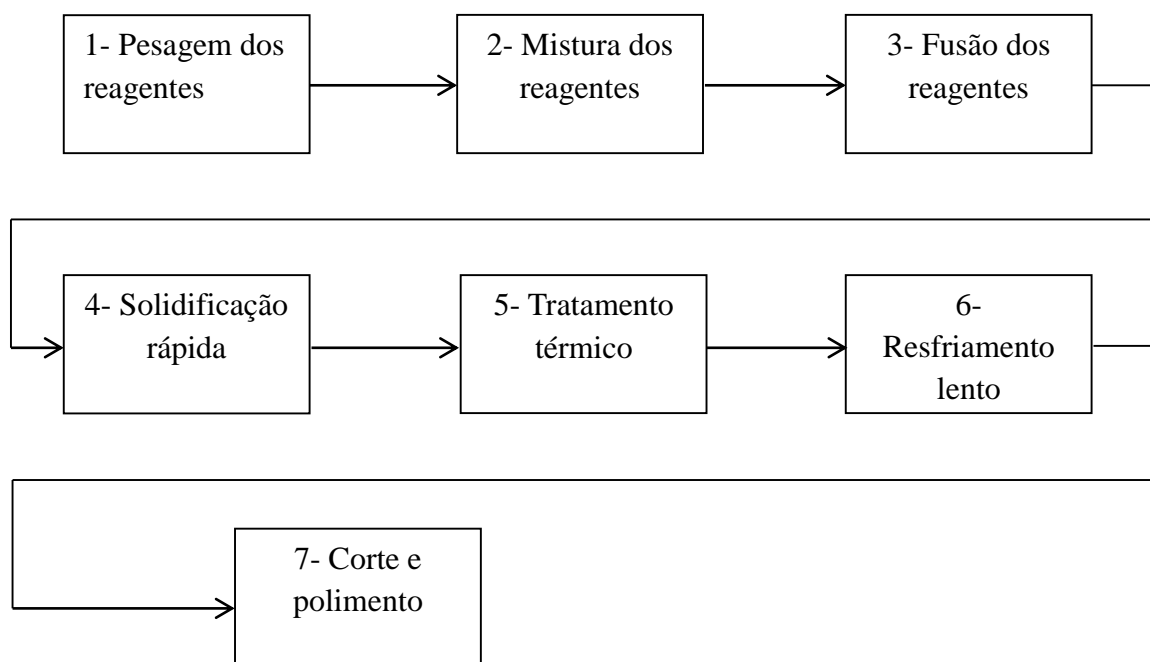 1- Pesagem dos
reagentes
2- Mistura dos
reagentes
3- Fusão dos
reagentes
4- Solidificação
rápida
5- Tratamento
térmico
6-
Resfriamento
lento
7- Corte e
polimento